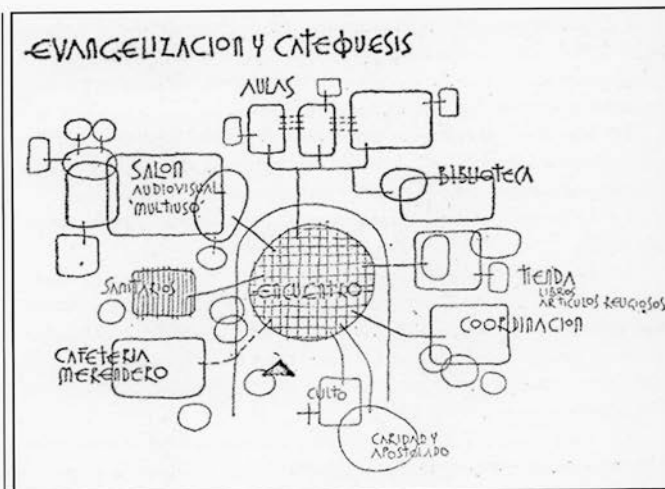 EVANGELIZACION Y CATEQUESIS
AULAS
SALON
AUDIOVISUAL
"MULTIUSO"
BIBLIOTECA
SANITARIOS
ENCUENTRO
TIENDA
LIBROS
ARTICULOS RELIGIOSOS
COORDINACION
CAFETERIA
MERENDERO
CULTO
CARIDAD Y
APOSTOLADO